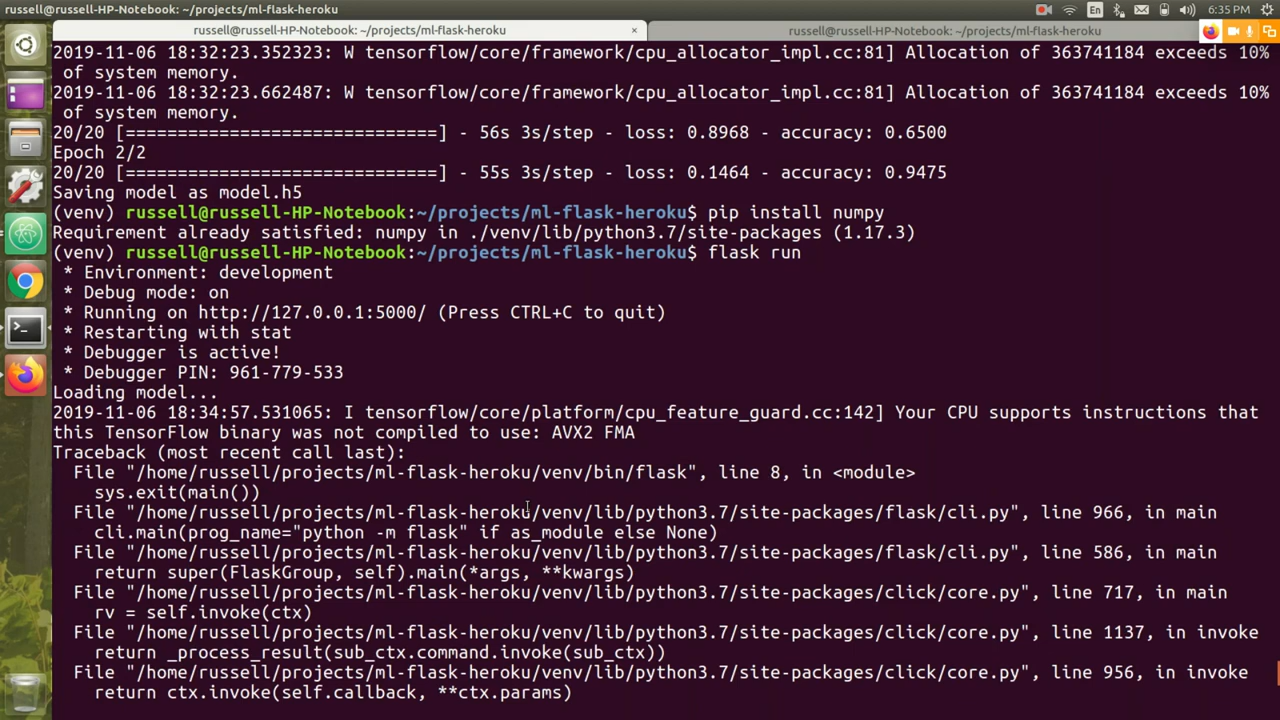 russell@russell-HP-Notebook: ~/projects/ml-flask-heroku
En
6:35 PM
russell@russell-HP-Notebook: ~/projects/ml-flask-heroku ×
russell@russell-HP-Notebook: ~/projects/ml-flask-heroku
2019-11-06 18:32:23.352323: W tensorflow/core/framework/cpu_allocator_impl.cc:81] Allocation of 363741184 exceeds 10%
of system memory.
2019-11-06 18:32:23.662487: W tensorflow/core/framework/cpu_allocator_impl.cc:81] Allocation of 363741184 exceeds 10%
of system memory.
20/20 [==============================] - 56s 3s/step - loss: 0.8968 - accuracy: 0.6500
Epoch 2/2
20/20 [==============================] - 55s 3s/step - loss: 0.1464 - accuracy: 0.9475
Saving model as model.h5
(venv) russell@russell-HP-Notebook:~/projects/ml-flask-heroku$ pip install numpy
Requirement already satisfied: numpy in ./venv/lib/python3.7/site-packages (1.17.3)
(venv) russell@russell-HP-Notebook:~/projects/ml-flask-heroku$ flask run
* Environment: development
* Debug mode: on
* Running on http://127.0.0.1:5000/ (Press CTRL+C to quit)
* Restarting with stat
* Debugger is active!
* Debugger PIN: 961-779-533
Loading model...
2019-11-06 18:34:57.531065: I tensorflow/core/platform/cpu_feature_guard.cc:142] Your CPU supports instructions that
this TensorFlow binary was not compiled to use: AVX2 FMA
Traceback (most recent call last):
File "/home/russell/projects/ml-flask-heroku/venv/bin/flask", line 8, in <module>
sys.exit(main())
File "/home/russell/projects/ml-flask-heroku/venv/lib/python3.7/site-packages/flask/cli.py", line 966, in main
cli.main(prog_name="python -m flask" if as_module else None)
File "/home/russell/projects/ml-flask-heroku/venv/lib/python3.7/site-packages/flask/cli.py", line 586, in main
return super(FlaskGroup, self).main(*args, **kwargs)
File "/home/russell/projects/ml-flask-heroku/venv/lib/python3.7/site-packages/click/core.py", line 717, in main
rv = self.invoke(ctx)
File "/home/russell/projects/ml-flask-heroku/venv/lib/python3.7/site-packages/click/core.py", line 1137, in invoke
return _process_result(sub_ctx.command.invoke(sub_ctx))
File "/home/russell/projects/ml-flask-heroku/venv/lib/python3.7/site-packages/click/core.py", line 956, in invoke
return ctx.invoke(self.callback, **ctx.params)